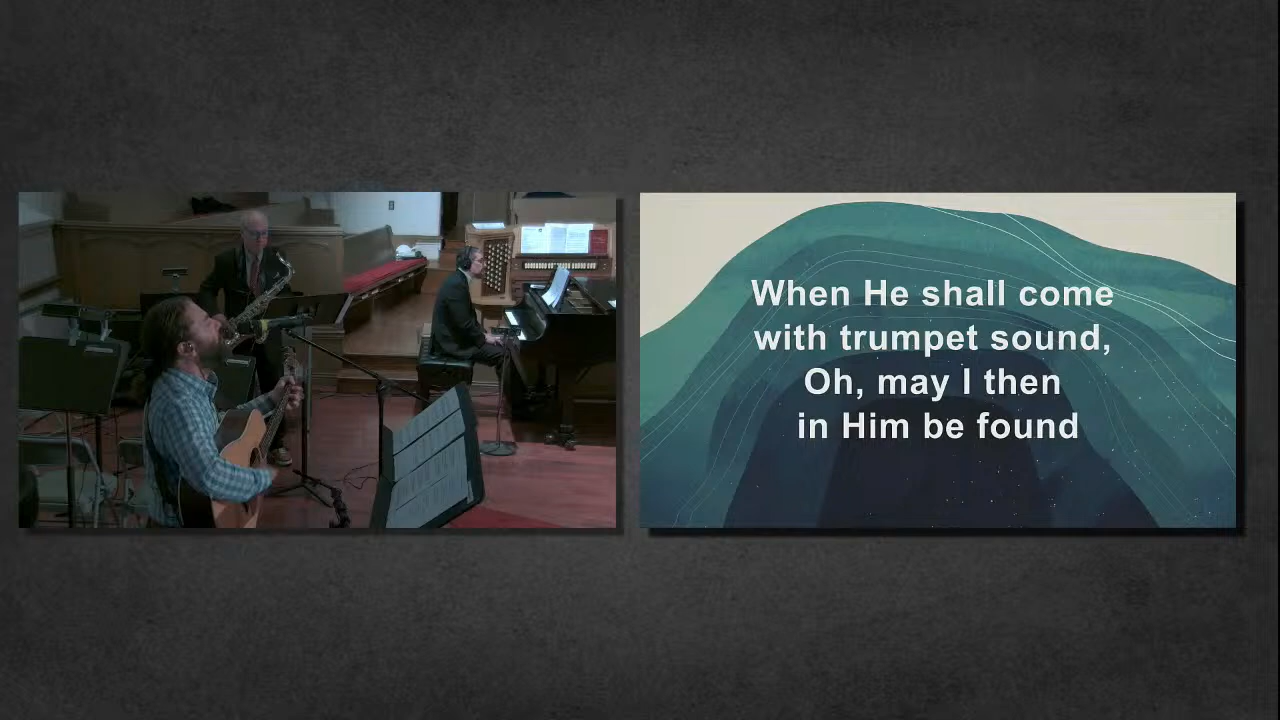 When He shall come
with trumpet sound,
Oh, may I then
in Him be found